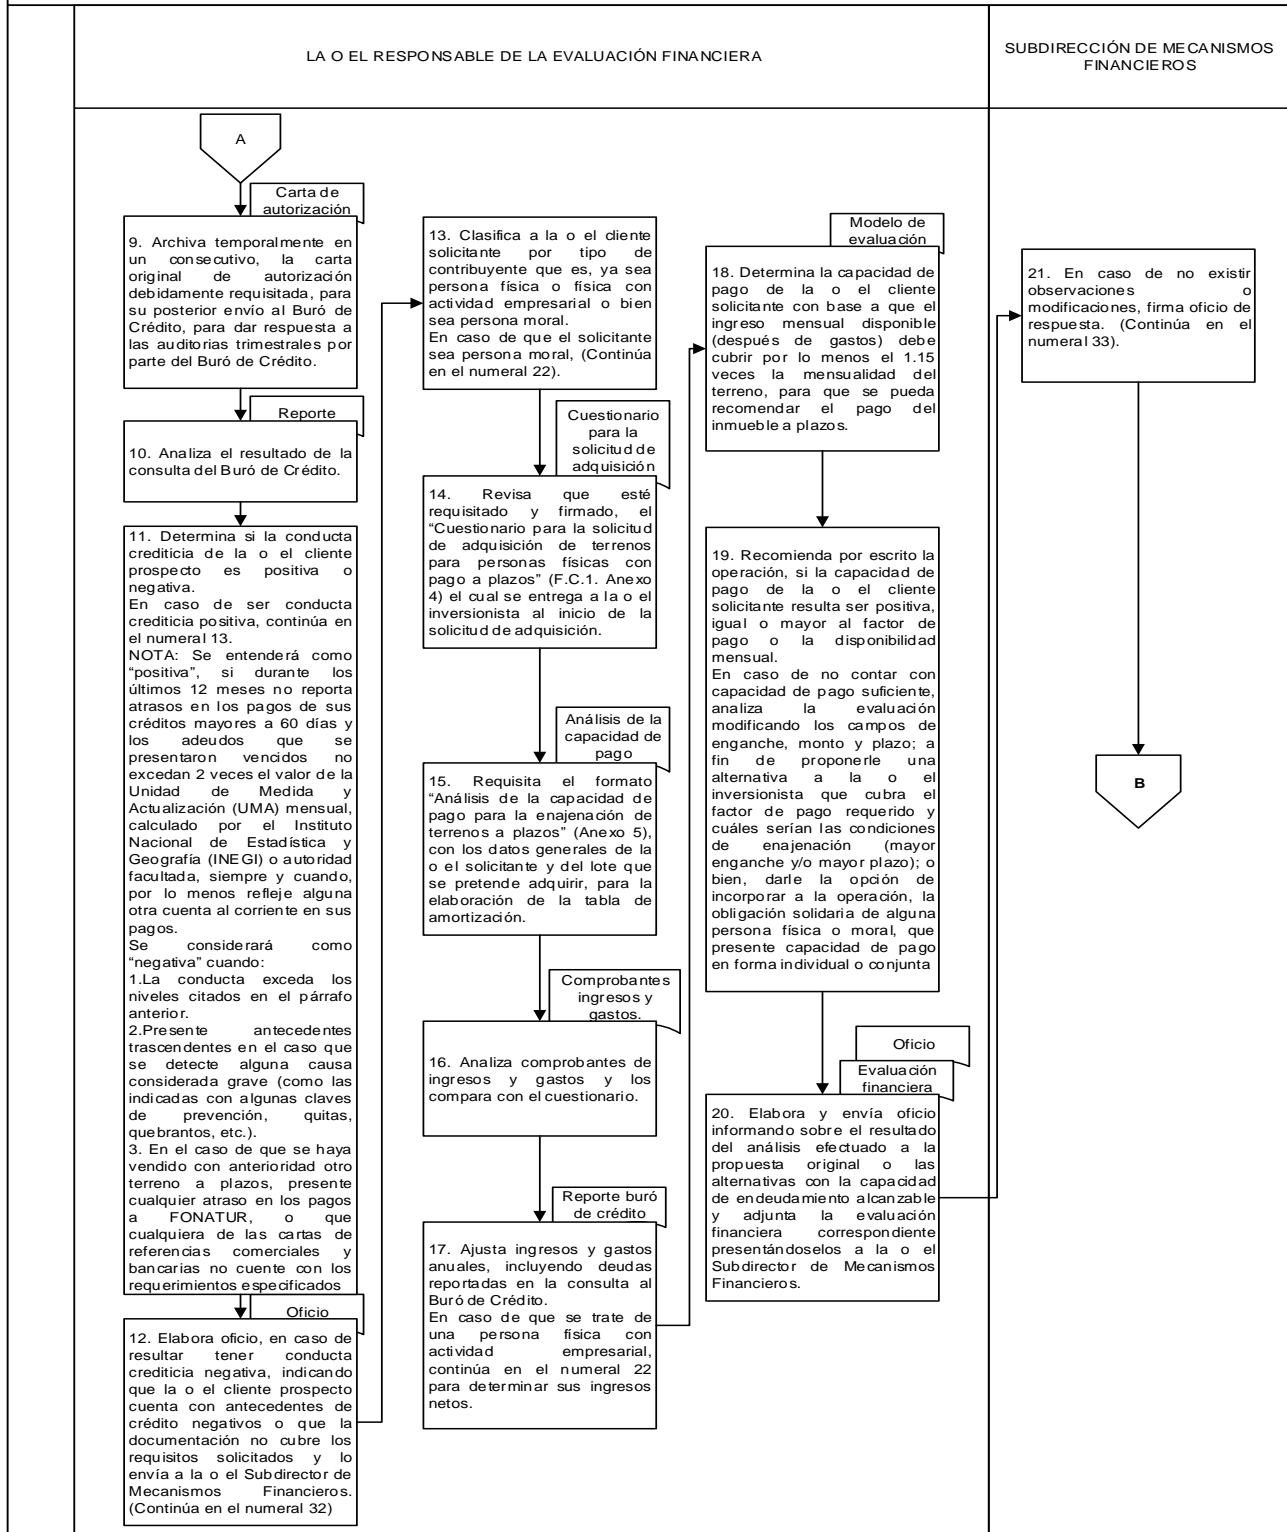 LA O EL RESPONSABLE DE LA EVALUACIÓN FINANCIERA
SUBDIRECCIÓN DE MECANISMOS
FINANCIEROS
A
Carta de
autorización
9. Archiva temporalmente en
un consecutivo, la carta
original de autorización
debidamente requisitada, para
su posterior envío al Buró de
Crédito, para dar respuesta a
las auditorias trimestrales por
parte del Buró de Crédito.
Reporte
10. Analiza el resultado de la
consulta del Buró de Crédito.
11. Determina si la conducta
crediticia de la o el cliente
prospecto es positiva o
negativa.
En caso de ser conducta
crediticia positiva, continúa en
el numeral 13.
NOTA: Se entenderá como
“positiva”, si durante los
últimos 12 meses no reporta
atrasos en los pagos de sus
créditos mayores a 60 días y
los adeudos que se
presentaron vencidos no
excedan 2 veces el valor de la
Unidad de Medida y
Actualización (UMA) mensual,
calculado por el Instituto
Nacional de Estadística y
Geografía (INEGI) o autoridad
facultada, siempre y cuando,
por lo menos refleje alguna
otra cuenta al corriente en sus
pagos.
Se considerará como
“negativa” cuando:
1.La conducta exceda los
niveles citados en el párrafo
anterior.
2.Presente antecedentes
trascendentes en el caso que
se detecte alguna causa
considerada grave (como las
indicadas con algunas claves
de prevención, quitas,
quebrantos, etc.).
3. En el caso de que se haya
vendido con anterioridad otro
terreno a plazos, presente
cualquier atraso en los pagos
a FONATUR, o que
cualquiera de las cartas de
referencias comerciales y
bancarias no cuente con los
requerimientos especificados
Oficio
12. Elabora oficio, en caso de
resultar tener conducta
crediticia negativa, indicando
que la o el cliente prospecto
cuenta con antecedentes de
crédito negativos o que la
documentación no cubre los
requisitos solicitados y lo
envía a la o el Subdirector de
Mecanismos Financieros.
(Continúa en el numeral 32)
13. Clasifica a la o el cliente
solicitante por tipo de
contribuyente que es, ya sea
persona física o física con
actividad empresarial o bien
sea persona moral.
En caso de que el solicitante
sea persona moral, (Continúa
en el numeral 22).
Cuestionario
para la
solicitud de
adquisición
14. Revisa que esté
requisitado y firmado, el
“Cuestionario para la solicitud
de adquisición de terrenos
para personas físicas con
pago a plazos” (F.C.1. Anexo
4) el cual se entrega a la o el
inversionista al inicio de la
solicitud de adquisición.
Análisis de la
capacidad de
pago
15. Requisita el formato
“Análisis de la capacidad de
pago para la enajenación de
terrenos a plazos” (Anexo 5),
con los datos generales de la
o el solicitante y del lote que
se pretende adquirir, para la
elaboración de la tabla de
amortización.
Comprobantes
ingresos y
gastos.
16. Analiza comprobantes de
ingresos y gastos y los
compara con el cuestionario.
Reporte buró
de crédito
17. Ajusta ingresos y gastos
anuales, incluyendo deudas
reportadas en la consulta al
Buró de Crédito.
En caso de que se trate de
una persona física con
actividad empresarial,
continúa en el numeral 22
para determinar sus ingresos
netos.
Modelo de
evaluación
18. Determina la capacidad de
pago de la o el cliente
solicitante con base a que el
ingreso mensual disponible
(después de gastos) debe
cubrir por lo menos el 1.15
veces la mensualidad del
terreno, para que se pueda
recomendar el pago del
inmueble a plazos.
19. Recomienda por escrito la
operación, si la capacidad de
pago de la o el cliente
solicitante resulta ser positiva,
igual o mayor al factor de
pago o la disponibilidad
mensual.
En caso de no contar con
capacidad de pago suficiente,
analiza la evaluación
modificando los campos de
enganche, monto y plazo; a
fin de proponerle una
alternativa a la o el
inversionista que cubra el
factor de pago requerido y
cuáles serían las condiciones
de enajenación (mayor
enganche y/o mayor plazo); o
bien, darle la opción de
incorporar a la operación, la
obligación solidaria de alguna
persona física o moral, que
presente capacidad de pago
en forma individual o conjunta
Oficio
Evaluación
financiera
20. Elabora y envía oficio
informando sobre el resultado
del análisis efectuado a la
propuesta original o las
alternativas con la capacidad
de endeudamiento alcanzable
y adjunta la evaluación
financiera correspondiente
presentándoselos a la o el
Subdirector de Mecanismos
Financieros.
21. En caso de no existir
observaciones o
modificaciones, firma oficio de
respuesta. (Continúa en el
numeral 33).
B